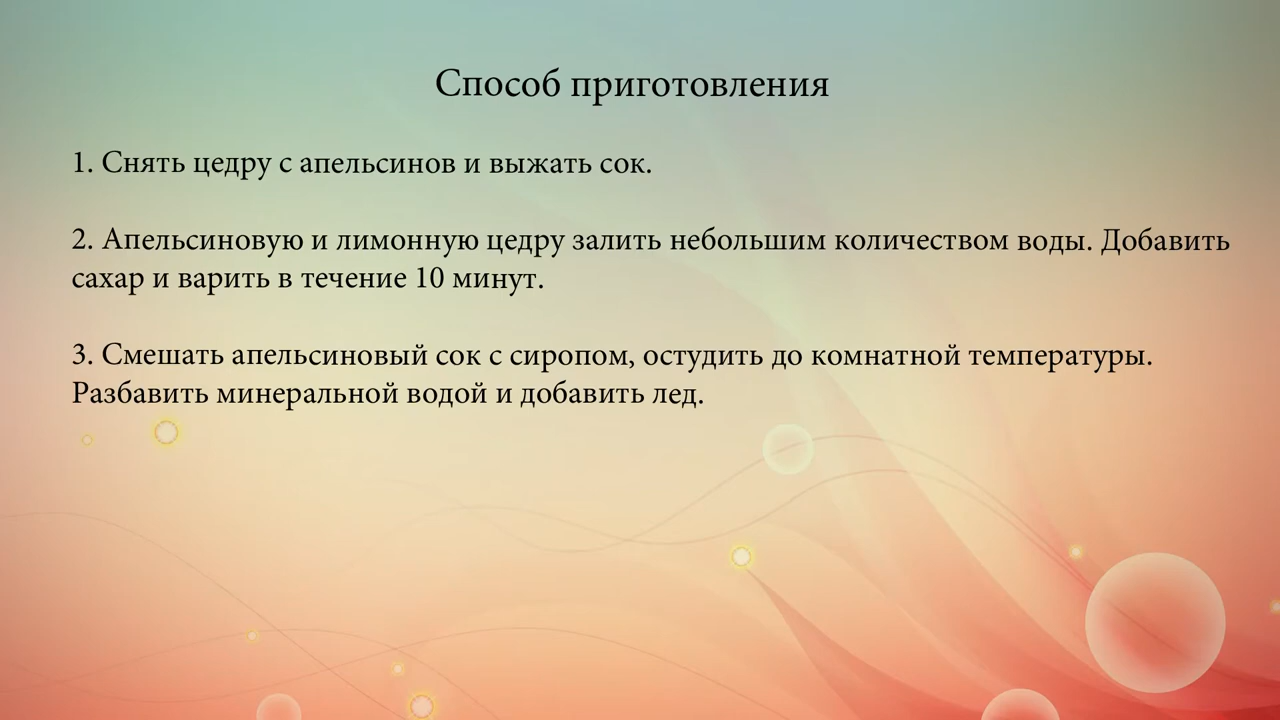 Способ приготовления
1. Снять цедру с апельсинов и выжать сок.
2. Апельсиновую и лимонную цедру залить небольшим количеством воды. Добавить
сахар и варить в течение 10 минут.
3. Смешать апельсиновый сок с сиропом, остудить до комнатной температуры.
Разбавить минеральной водой и добавить лед.